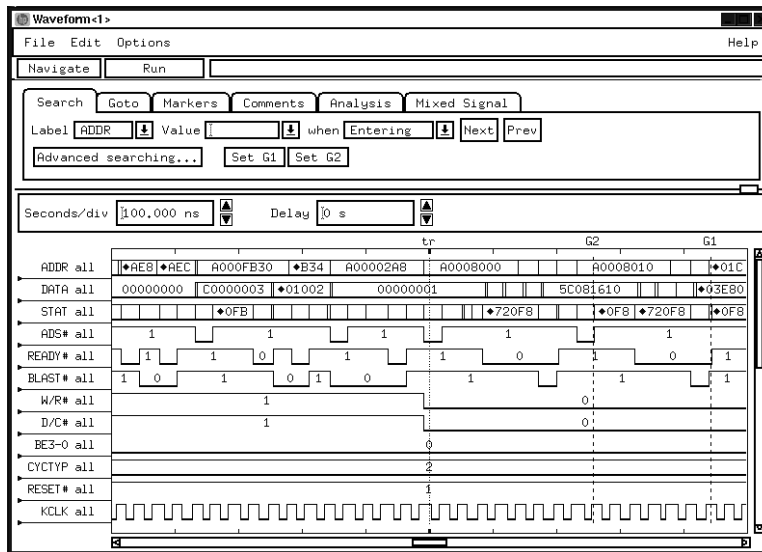 Waveform<1>
File Edit Options Help
Navigate Run
Search Goto Markers Comments Analysis Mixed Signal
Label ADDR Value when Entering Next Prev
Advanced searching... Set G1 Set G2
Seconds/div 100.000 ns Delay 0 s
tr G2 G1
ADDR all ◆AE8 ◆AEC A000FB30 ◆B34 A00002A8 A0008000 A0008010 ◆01C
DATA all 00000000 C0000003 ◆01002 00000001 5C081610 ◆03E80
STAT all ◆0FB ◆720F8 ◆0F8 ◆720F8 ◆0F8
ADS# all 1 1 1 1 1
READY# all 1 1 0 1 1 0 1 0 1
BLAST# all 1 0 1 0 1 0 1 1 1
W/R# all 1 0
D/C# all 1 0
BE3-0 all 0
CYCTYP all 2
RESET# all 1
KCLK all